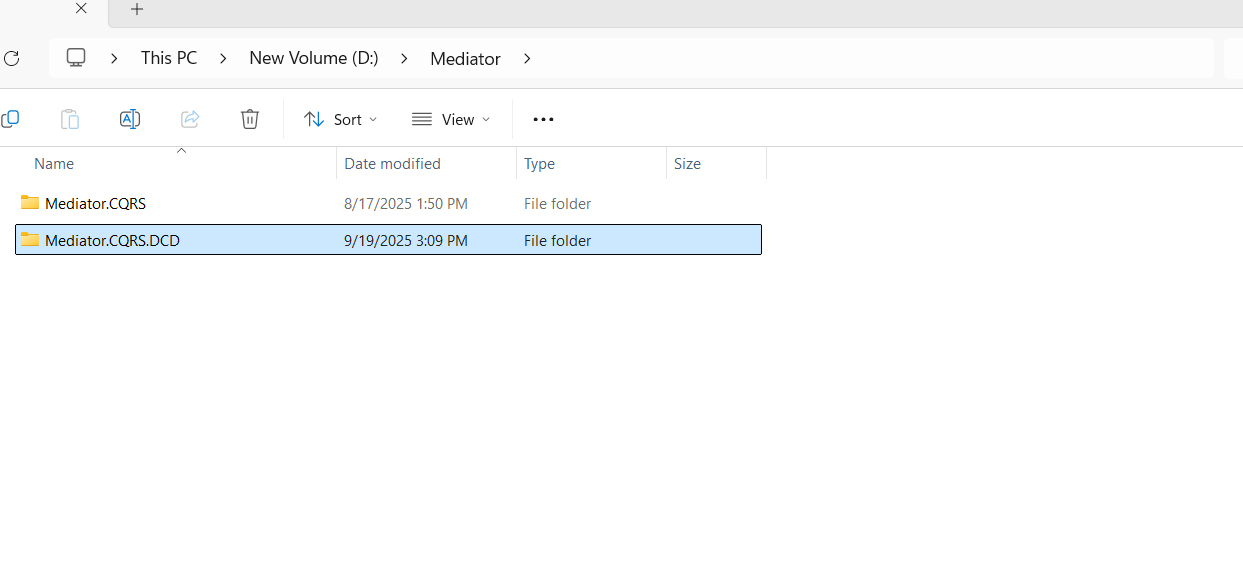 This PC > New Volume (D:) > Mediator >
Sort View
Name Date modified Type Size
Mediator.CQRS 8/17/2025 1:50 PM File folder
Mediator.CQRS.DCD 9/19/2025 3:09 PM File folder